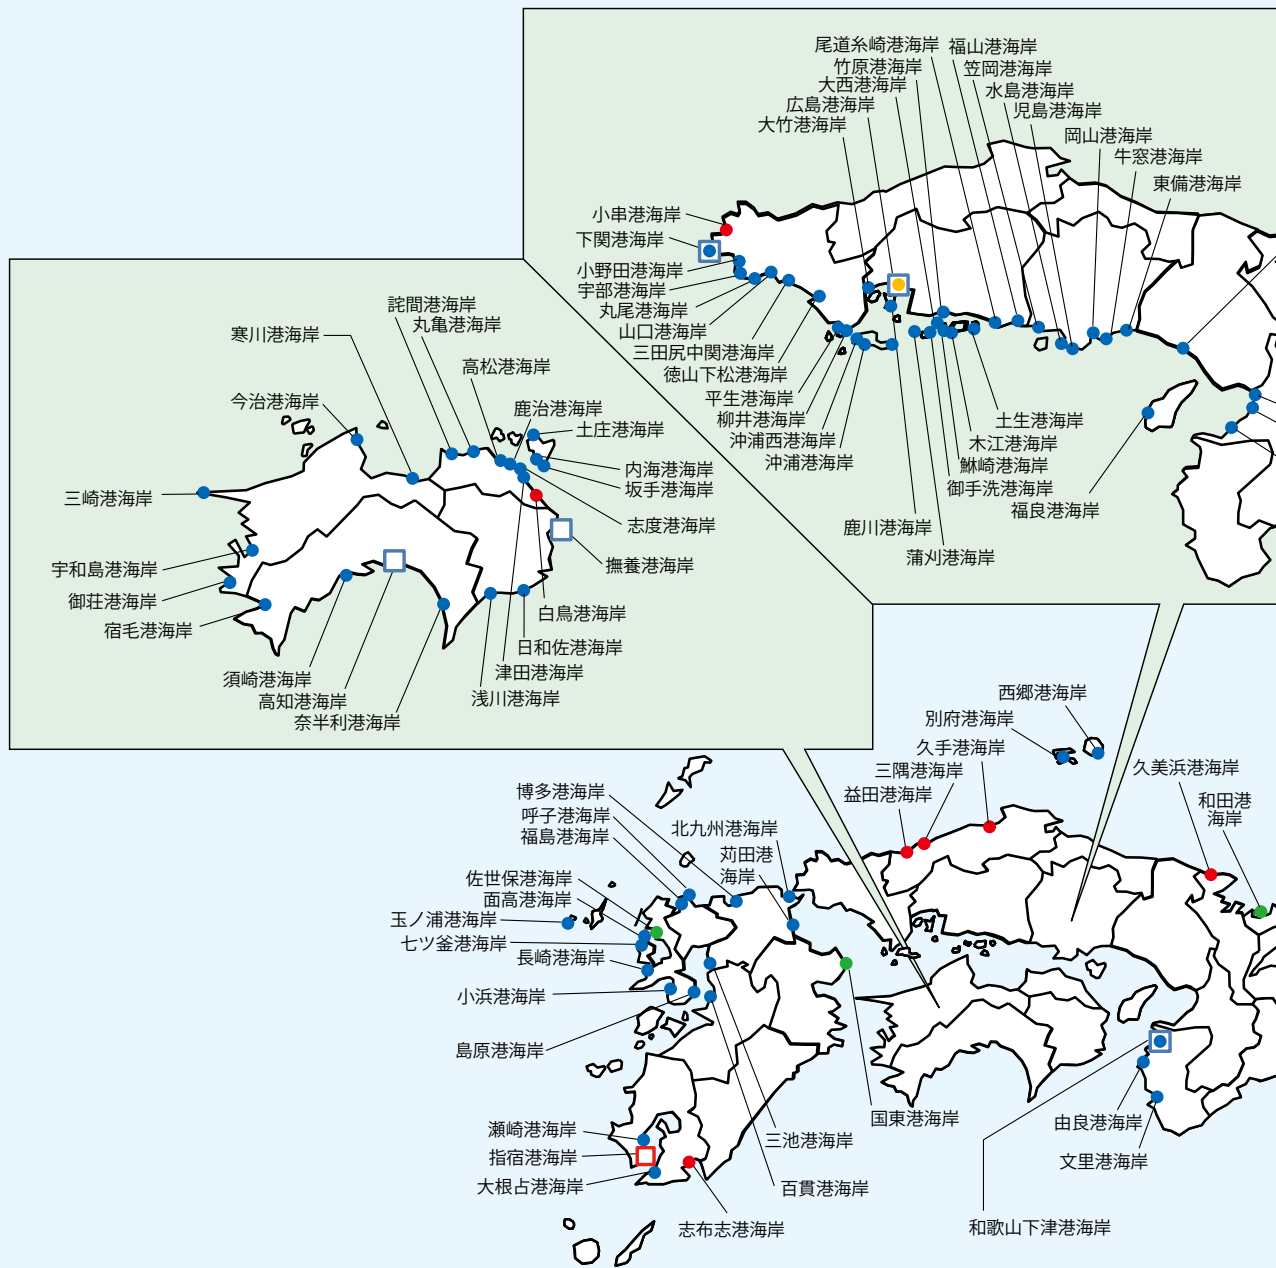 尾道糸崎港海岸
福山港海岸
竹原港海岸
笠岡港海岸
大西港海岸
水島港海岸
広島港海岸
児島港海岸
大竹港海岸
岡山港海岸
牛窓港海岸
東備港海岸
小串港海岸
下関港海岸
小野田港海岸
宇部港海岸
丸尾港海岸
山口港海岸
三田尻中関港海岸
徳山下松港海岸
平生港海岸
柳井港海岸
沖浦西港海岸
沖浦港海岸
土生港海岸
木江港海岸
鮴崎港海岸
御手洗港海岸
福良港海岸
鹿川港海岸
蒲刈港海岸
詫間港海岸
丸亀港海岸
寒川港海岸
高松港海岸
今治港海岸
鹿治港海岸
土庄港海岸
内海港海岸
坂手港海岸
三崎港海岸
志度港海岸
撫養港海岸
宇和島港海岸
御荘港海岸
宿毛港海岸
白鳥港海岸
日和佐港海岸
津田港海岸
浅川港海岸
須崎港海岸
高知港海岸
奈半利港海岸
西郷港海岸
別府港海岸
久手港海岸
三隅港海岸
益田港海岸
久美浜港海岸
和田港
海岸
博多港海岸
呼子港海岸
福島港海岸
北九州港海岸
苅田港
海岸
佐世保港海岸
面高港海岸
玉ノ浦港海岸
七ツ釜港海岸
長崎港海岸
小浜港海岸
島原港海岸
国東港海岸
三池港海岸
百貫港海岸
瀬崎港海岸
指宿港海岸
大根占港海岸
志布志港海岸
由良港海岸
文里港海岸
和歌山下津港海岸